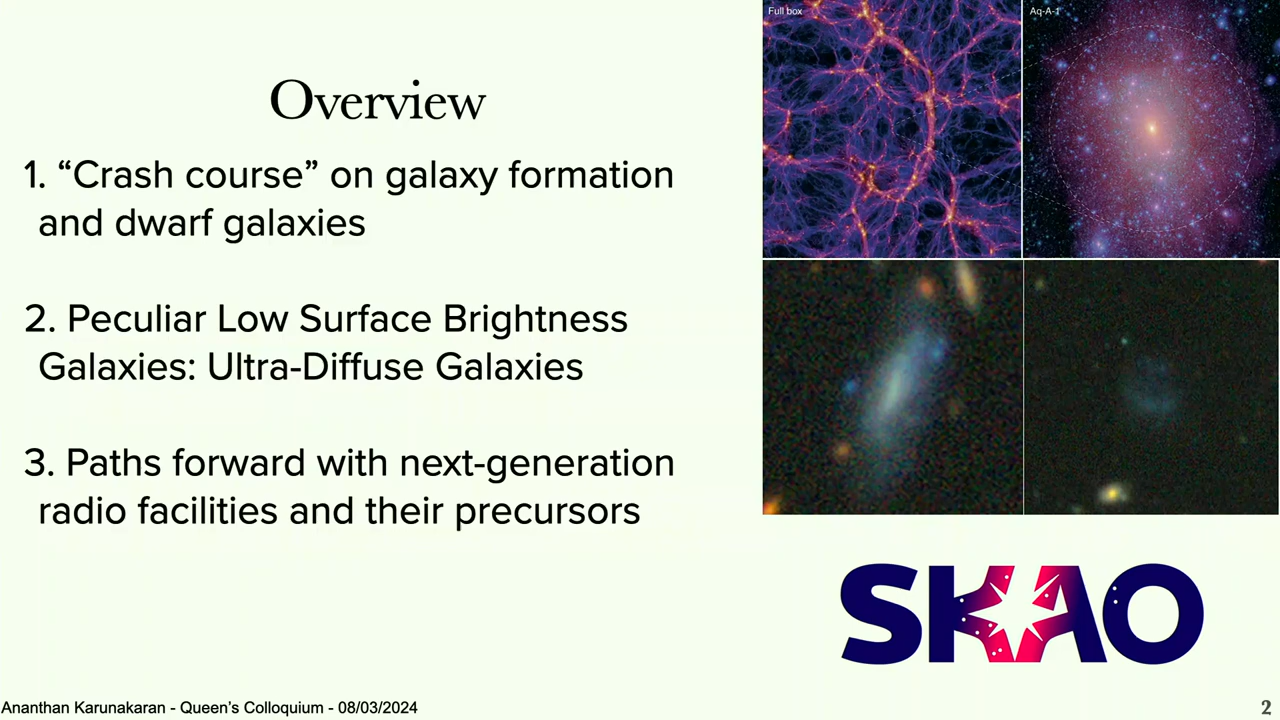 Overview
1. “Crash course” on galaxy formation
and dwarf galaxies
2. Peculiar Low Surface Brightness
Galaxies: Ultra-Diffuse Galaxies
3. Paths forward with next-generation
radio facilities and their precursors
Full box
Aq-A-1
SKAO
Ananthan Karunakaran - Queen’s Colloquium - 08/03/2024
2